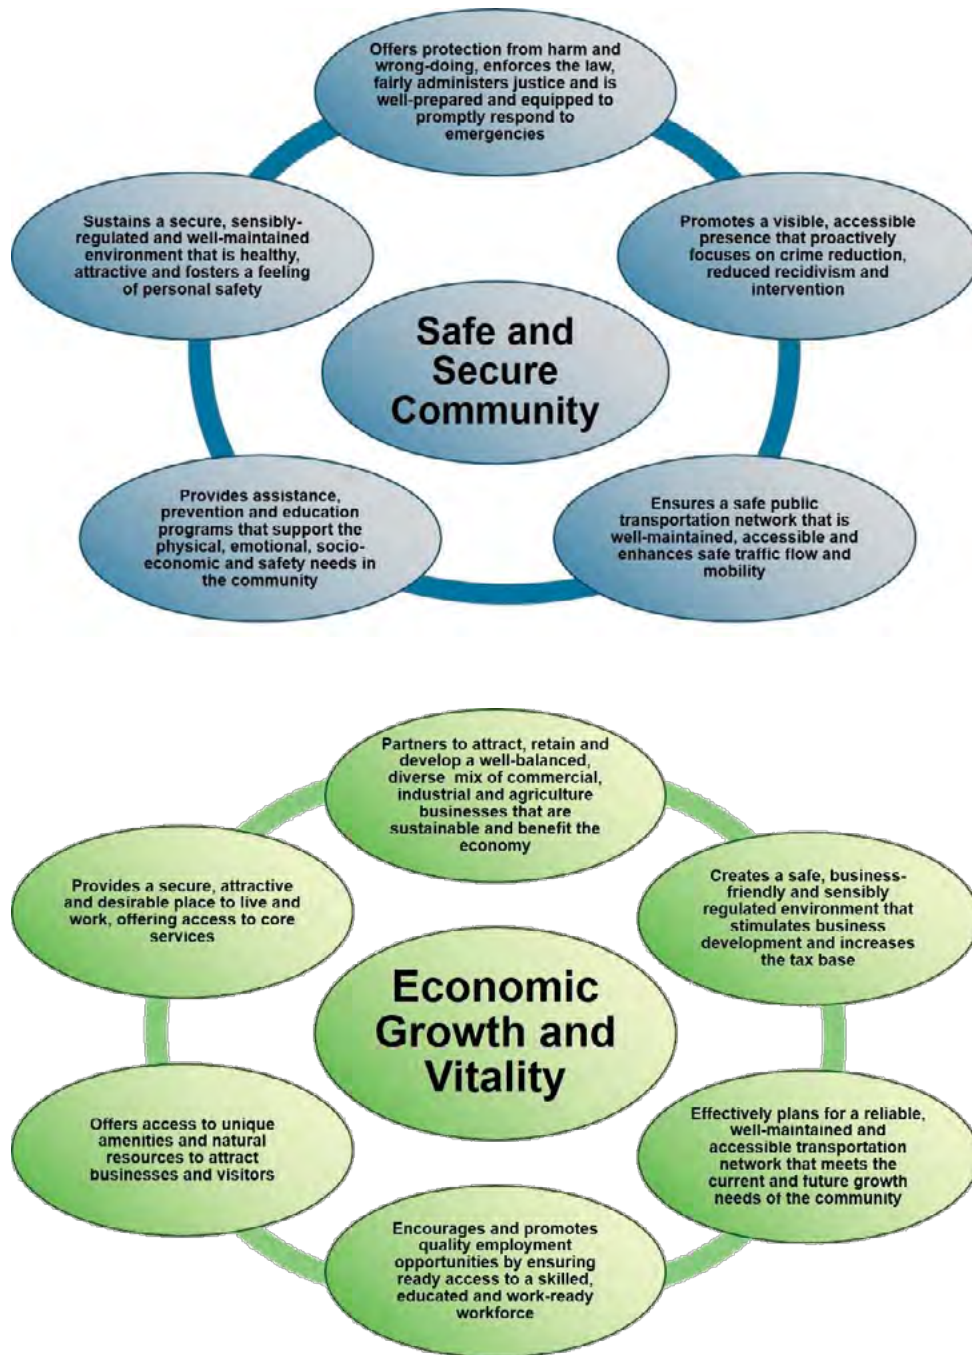 Offers protection from harm and
wrong-doing, enforces the law,
fairly administers justice and is
well-prepared and equipped to
promptly respond to
emergencies
Promotes a visible, accessible
presence that proactively
focuses on crime reduction,
reduced recidivism and
intervention
Ensures a safe public
transportation network that is
well-maintained, accessible and
enhances safe traffic flow and
mobility
Provides assistance,
prevention and education
programs that support the
physical, emotional, socio-
economic and safety needs in
the community
Sustains a secure, sensibly-
regulated and well-maintained
environment that is healthy,
attractive and fosters a feeling
of personal safety
Safe and
Secure
Community
Partners to attract, retain and
develop a well-balanced,
diverse mix of commercial,
industrial and agriculture
businesses that are
sustainable and benefit the
economy
Creates a safe, business-
friendly and sensibly
regulated environment that
stimulates business
development and increases
the tax base
Effectively plans for a reliable,
well-maintained and
accessible transportation
network that meets the
current and future growth
needs of the community
Encourages and promotes
quality employment
opportunities by ensuring
ready access to a skilled,
educated and work-ready
workforce
Offers access to unique
amenities and natural
resources to attract
businesses and visitors
Provides a secure, attractive
and desirable place to live and
work, offering access to core
services
Economic
Growth and
Vitality